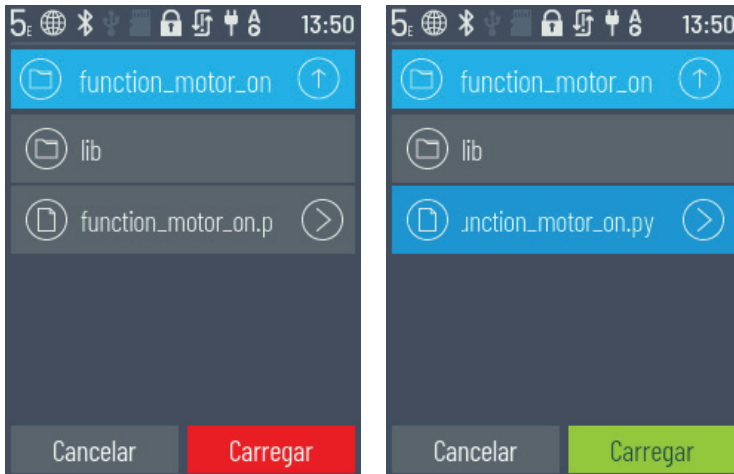 5E 13:50
function_motor_on
lib
function_motor_on.p
Cancelar Carregar
5E 13:50
function_motor_on
lib
unction_motor_on.py
Cancelar Carregar